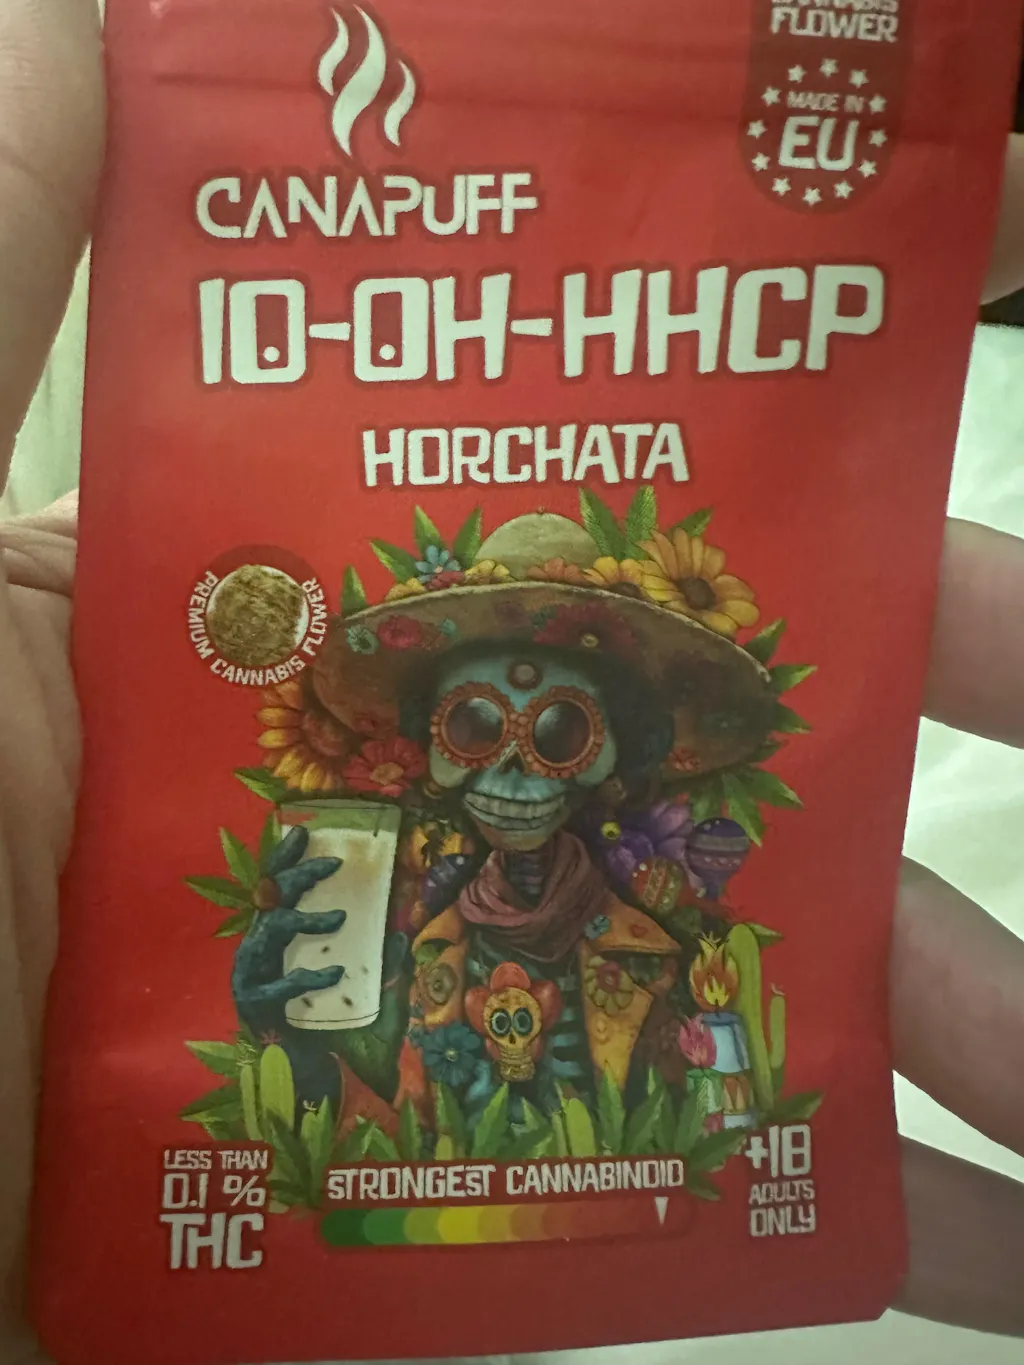 CANNABIS
FLOWER
MADE IN
EU
CANAPUFF
10-OH-HHCP
HORCHATA
PREMIUM CANNABIS FLOWER
LESS THAN
0.1 %
THC
STRONGEST CANNABINOID
+18
ADULTS
ONLY